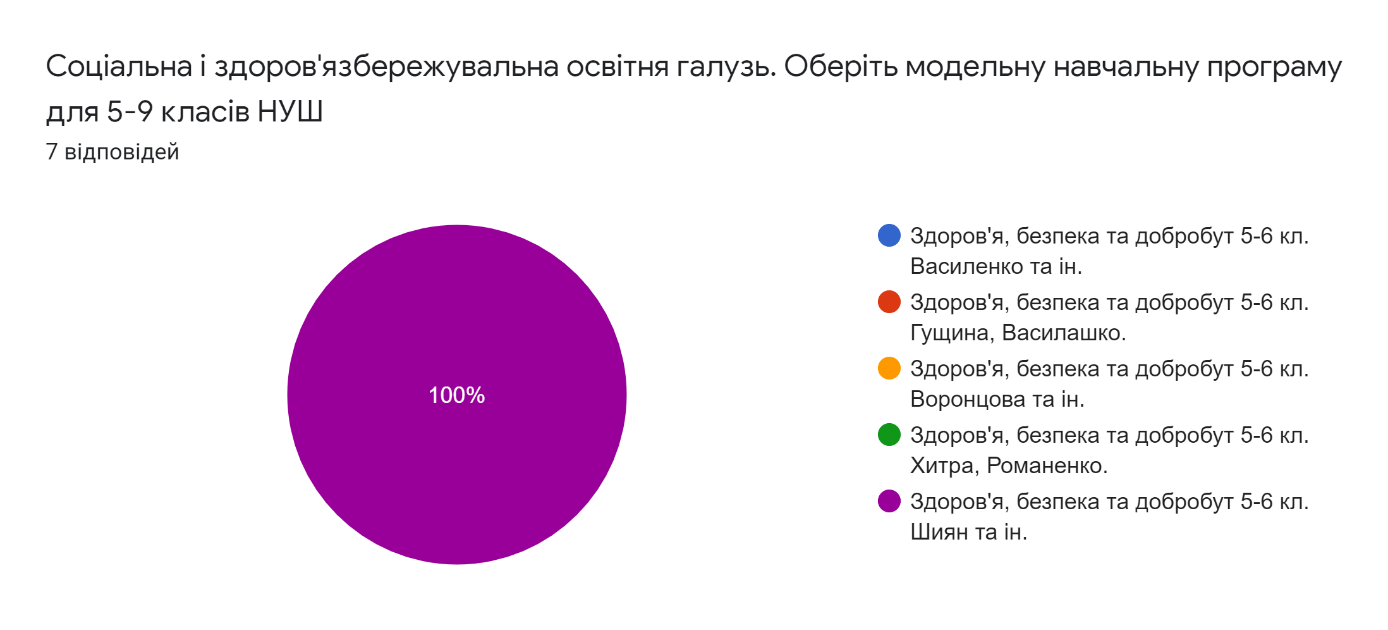 Соціальна і здоров'язбережувальна освітня галузь. Оберіть модельну навчальну програму
для 5-9 класів НУШ
7 відповідей
100%
Здоров'я, безпека та добробут 5-6 кл.
Василенко та ін.
Здоров'я, безпека та добробут 5-6 кл.
Гущина, Василашко.
Здоров'я, безпека та добробут 5-6 кл.
Воронцова та ін.
Здоров'я, безпека та добробут 5-6 кл.
Хитра, Романенко.
Здоров'я, безпека та добробут 5-6 кл.
Шиян та ін.